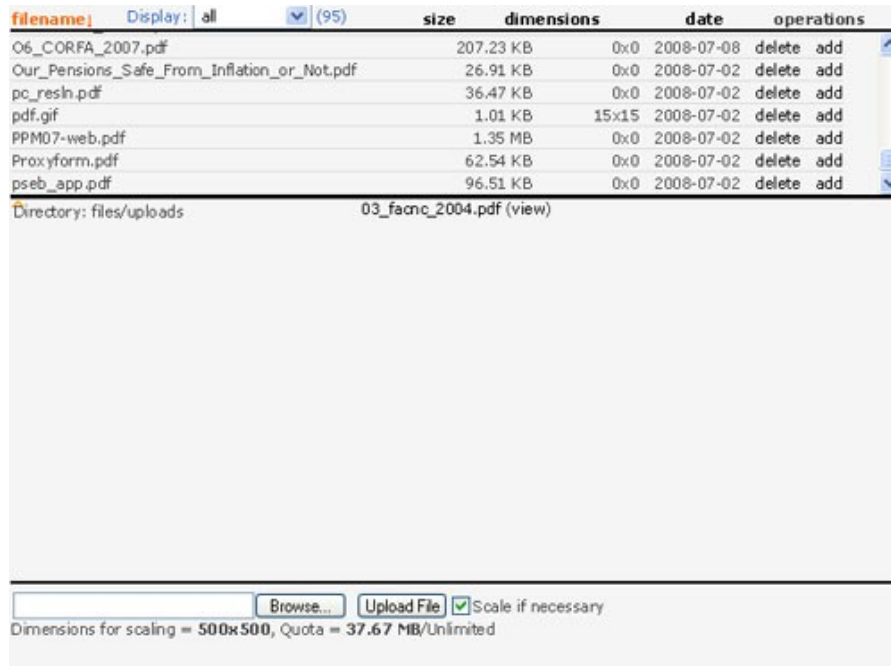 filename↓ Display: all (95) size dimensions date operations
O6_CORFA_2007.pdf 207.23 KB 0x0 2008-07-08 delete add
Our_Pensions_Safe_From_Inflation_or_Not.pdf 26.91 KB 0x0 2008-07-02 delete add
pc_resln.pdf 36.47 KB 0x0 2008-07-02 delete add
pdf.gif 1.01 KB 15x15 2008-07-02 delete add
PPM07-web.pdf 1.35 MB 0x0 2008-07-02 delete add
Proxyform.pdf 62.54 KB 0x0 2008-07-02 delete add
pseb_app.pdf 96.51 KB 0x0 2008-07-02 delete add
Directory: files/uploads 03_facnc_2004.pdf (view)
Browse... Upload File Scale if necessary
Dimensions for scaling = 500x500, Quota = 37.67 MB/Unlimited